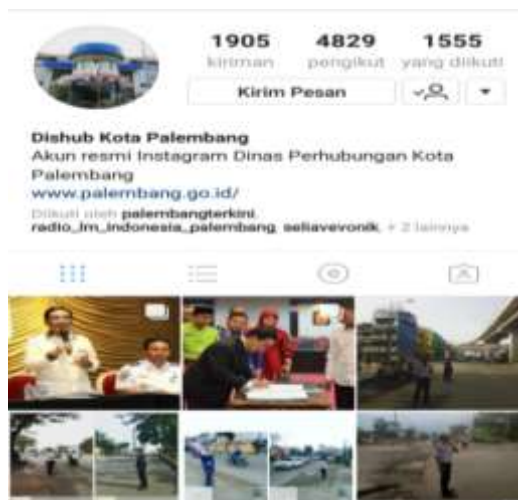 1905 4829 1555
kiriman pengikut yang diikuti
Kirim Pesan
Dishub Kota Palembang
Akun resmi Instagram Dinas Perhubungan Kota
Palembang
www.palembang.go.id/
Diikuti oleh palembangterkini,
radio_lm_indonesia_palembang, seliavevonik, + 2 lainnya